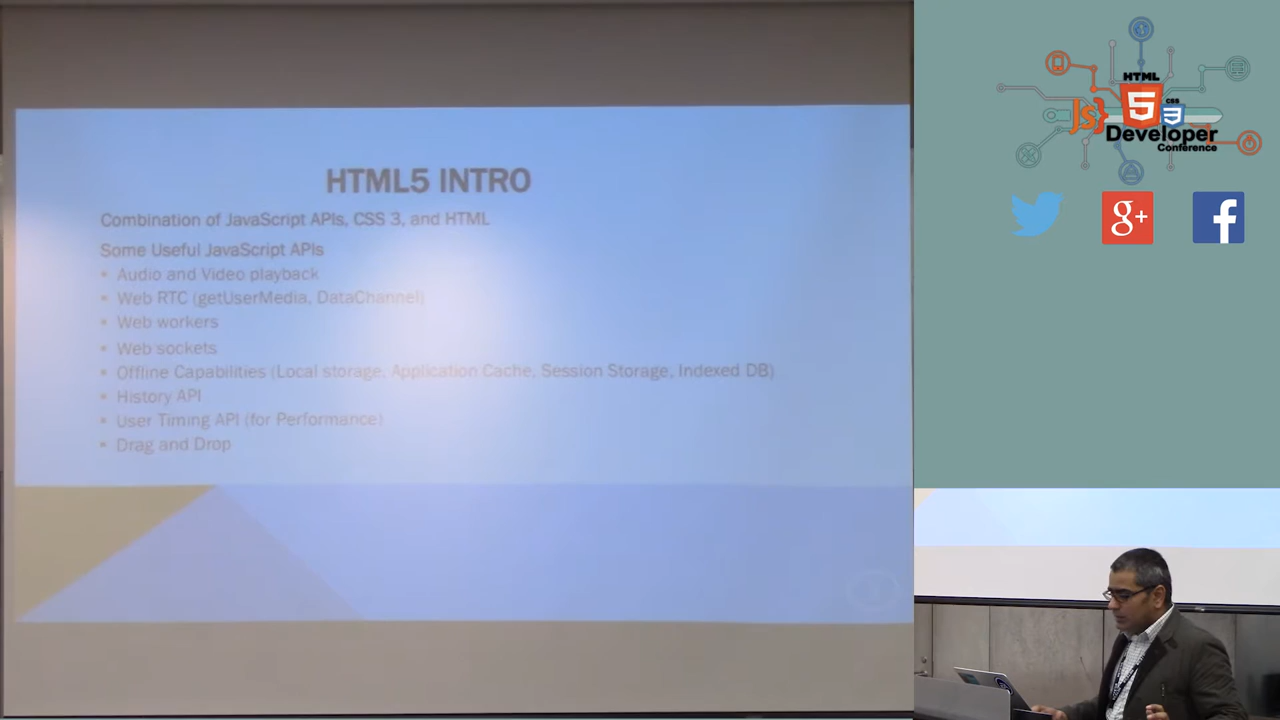 HTML5 INTRO
Combination of JavaScript APIs, CSS 3, and HTML
Some Useful JavaScript APIs
▪ Audio and Video playback
▪ Web RTC (getUserMedia, DataChannel)
▪ Web workers
▪ Web sockets
▪ Offline Capabilities (Local storage, Application Cache, Session Storage, Indexed DB)
▪ History API
▪ User Timing API (for Performance)
▪ Drag and Drop
HTML
5
JS}
CSS
3
Developer
Conference
g+
f